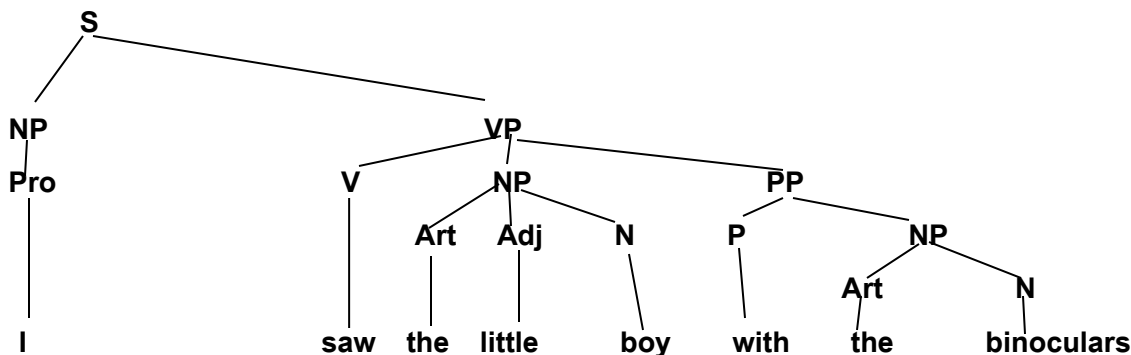 S
NP VP
Pro V NP PP
Art Adj N P NP
Art N
I saw the little boy with the binoculars